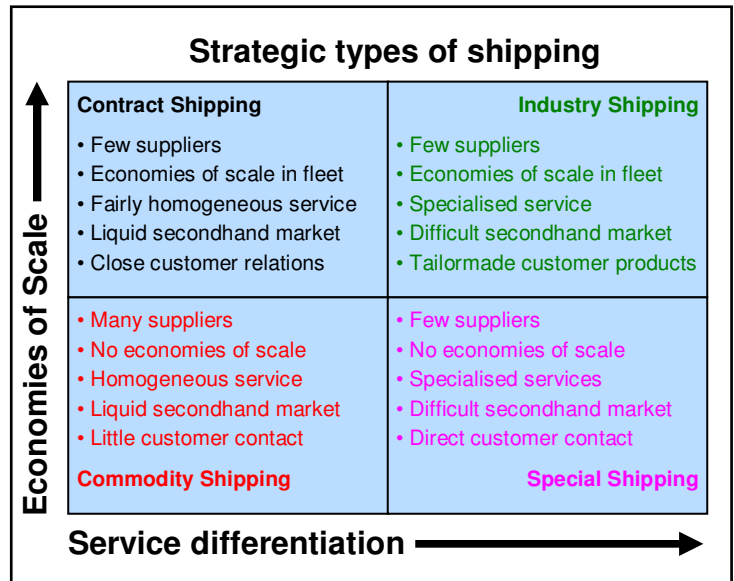 Strategic types of shipping
Economies of Scale
Contract Shipping
• Few suppliers
• Economies of scale in fleet
• Fairly homogeneous service
• Liquid secondhand market
• Close customer relations
Industry Shipping
• Few suppliers
• Economies of scale in fleet
• Specialised service
• Difficult secondhand market
• Tailormade customer products
• Many suppliers
• No economies of scale
• Homogeneous service
• Liquid secondhand market
• Little customer contact
Commodity Shipping
• Few suppliers
• No economies of scale
• Specialised services
• Difficult secondhand market
• Direct customer contact
Special Shipping
Service differentiation